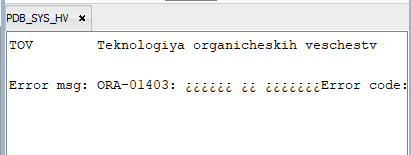 PDB_SYS_HV ×
TOV Teknologiya organicheskih veschestv
Error msg: ORA-01403: ¿¿¿¿¿¿ ¿¿ ¿¿¿¿¿¿¿Error code: